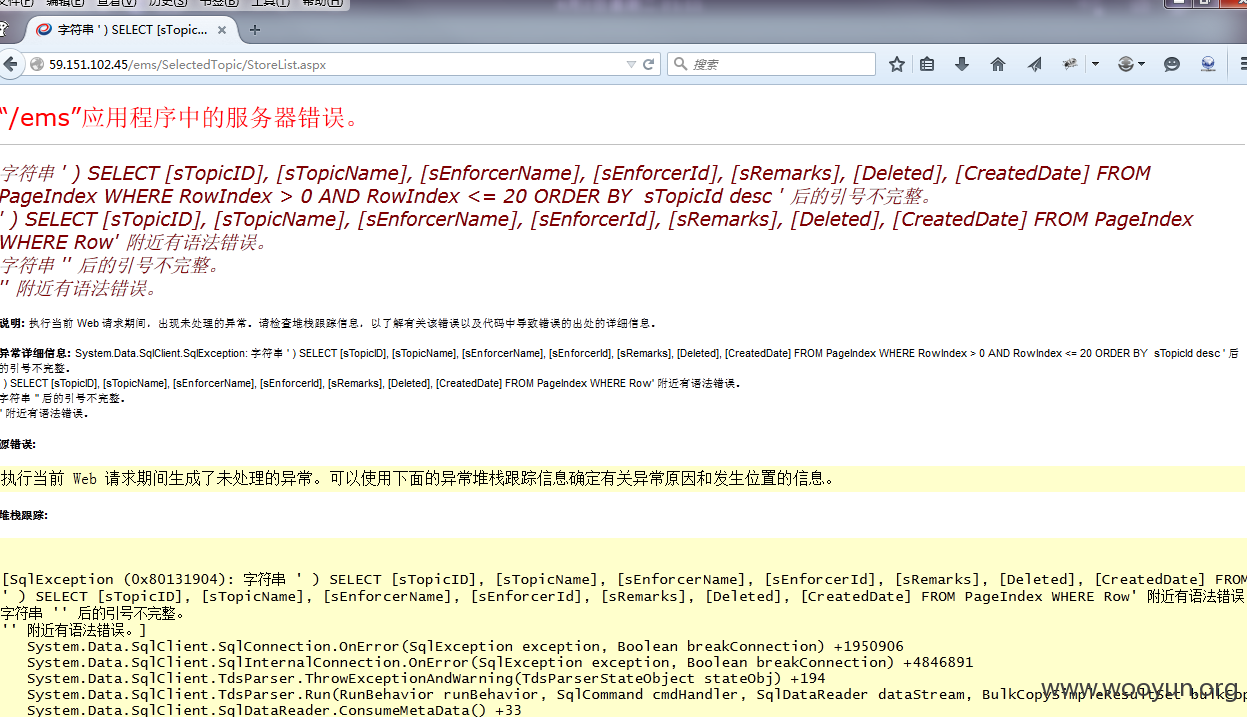 文件(F) 编辑(E) 查看(V) 历史(S) 书签(B) 工具(T) 帮助(H)
字符串 ' ) SELECT [sTopic...
59.151.102.45/ems/SelectedTopic/StoreList.aspx
搜索
“/ems”应用程序中的服务器错误。
字符串 ' ) SELECT [sTopicID], [sTopicName], [sEnforcerName], [sEnforcerId], [sRemarks], [Deleted], [CreatedDate] FROM
PageIndex WHERE RowIndex > 0 AND RowIndex <= 20 ORDER BY  sTopicId desc ' 后的引号不完整。
' ) SELECT [sTopicID], [sTopicName], [sEnforcerName], [sEnforcerId], [sRemarks], [Deleted], [CreatedDate] FROM PageIndex
WHERE Row' 附近有语法错误。
字符串 '' 后的引号不完整。
'' 附近有语法错误。
说明: 执行当前 Web 请求期间，出现未处理的异常。请检查堆栈跟踪信息，以了解有关该错误以及代码中导致错误的出处的详细信息。
异常详细信息: System.Data.SqlClient.SqlException: 字符串 ' ) SELECT [sTopicID], [sTopicName], [sEnforcerName], [sEnforcerId], [sRemarks], [Deleted], [CreatedDate] FROM PageIndex WHERE RowIndex > 0 AND RowIndex <= 20 ORDER BY  sTopicId desc ' 后
的引号不完整。
) SELECT [sTopicID], [sTopicName], [sEnforcerName], [sEnforcerId], [sRemarks], [Deleted], [CreatedDate] FROM PageIndex WHERE Row' 附近有语法错误。
字符串 '' 后的引号不完整。
' 附近有语法错误。
源错误:
执行当前 Web 请求期间生成了未处理的异常。可以使用下面的异常堆栈跟踪信息确定有关异常原因和发生位置的信息。
堆栈跟踪:
[SqlException (0x80131904): 字符串 ' ) SELECT [sTopicID], [sTopicName], [sEnforcerName], [sEnforcerId], [sRemarks], [Deleted], [CreatedDate] FROM
' ) SELECT [sTopicID], [sTopicName], [sEnforcerName], [sEnforcerId], [sRemarks], [Deleted], [CreatedDate] FROM PageIndex WHERE Row' 附近有语法错误
字符串 '' 后的引号不完整。
'' 附近有语法错误。]
System.Data.SqlClient.SqlConnection.OnError(SqlException exception, Boolean breakConnection) +1950906
System.Data.SqlClient.SqlInternalConnection.OnError(SqlException exception, Boolean breakConnection) +4846891
System.Data.SqlClient.TdsParser.ThrowExceptionAndWarning(TdsParserStateObject stateObj) +194
System.Data.SqlClient.TdsParser.Run(RunBehavior runBehavior, SqlCommand cmdHandler, SqlDataReader dataStream, BulkCopySimpleResultSet bulkCop
System.Data.SqlClient.SqlDataReader.ConsumeMetaData() +33
www.wooyun.org